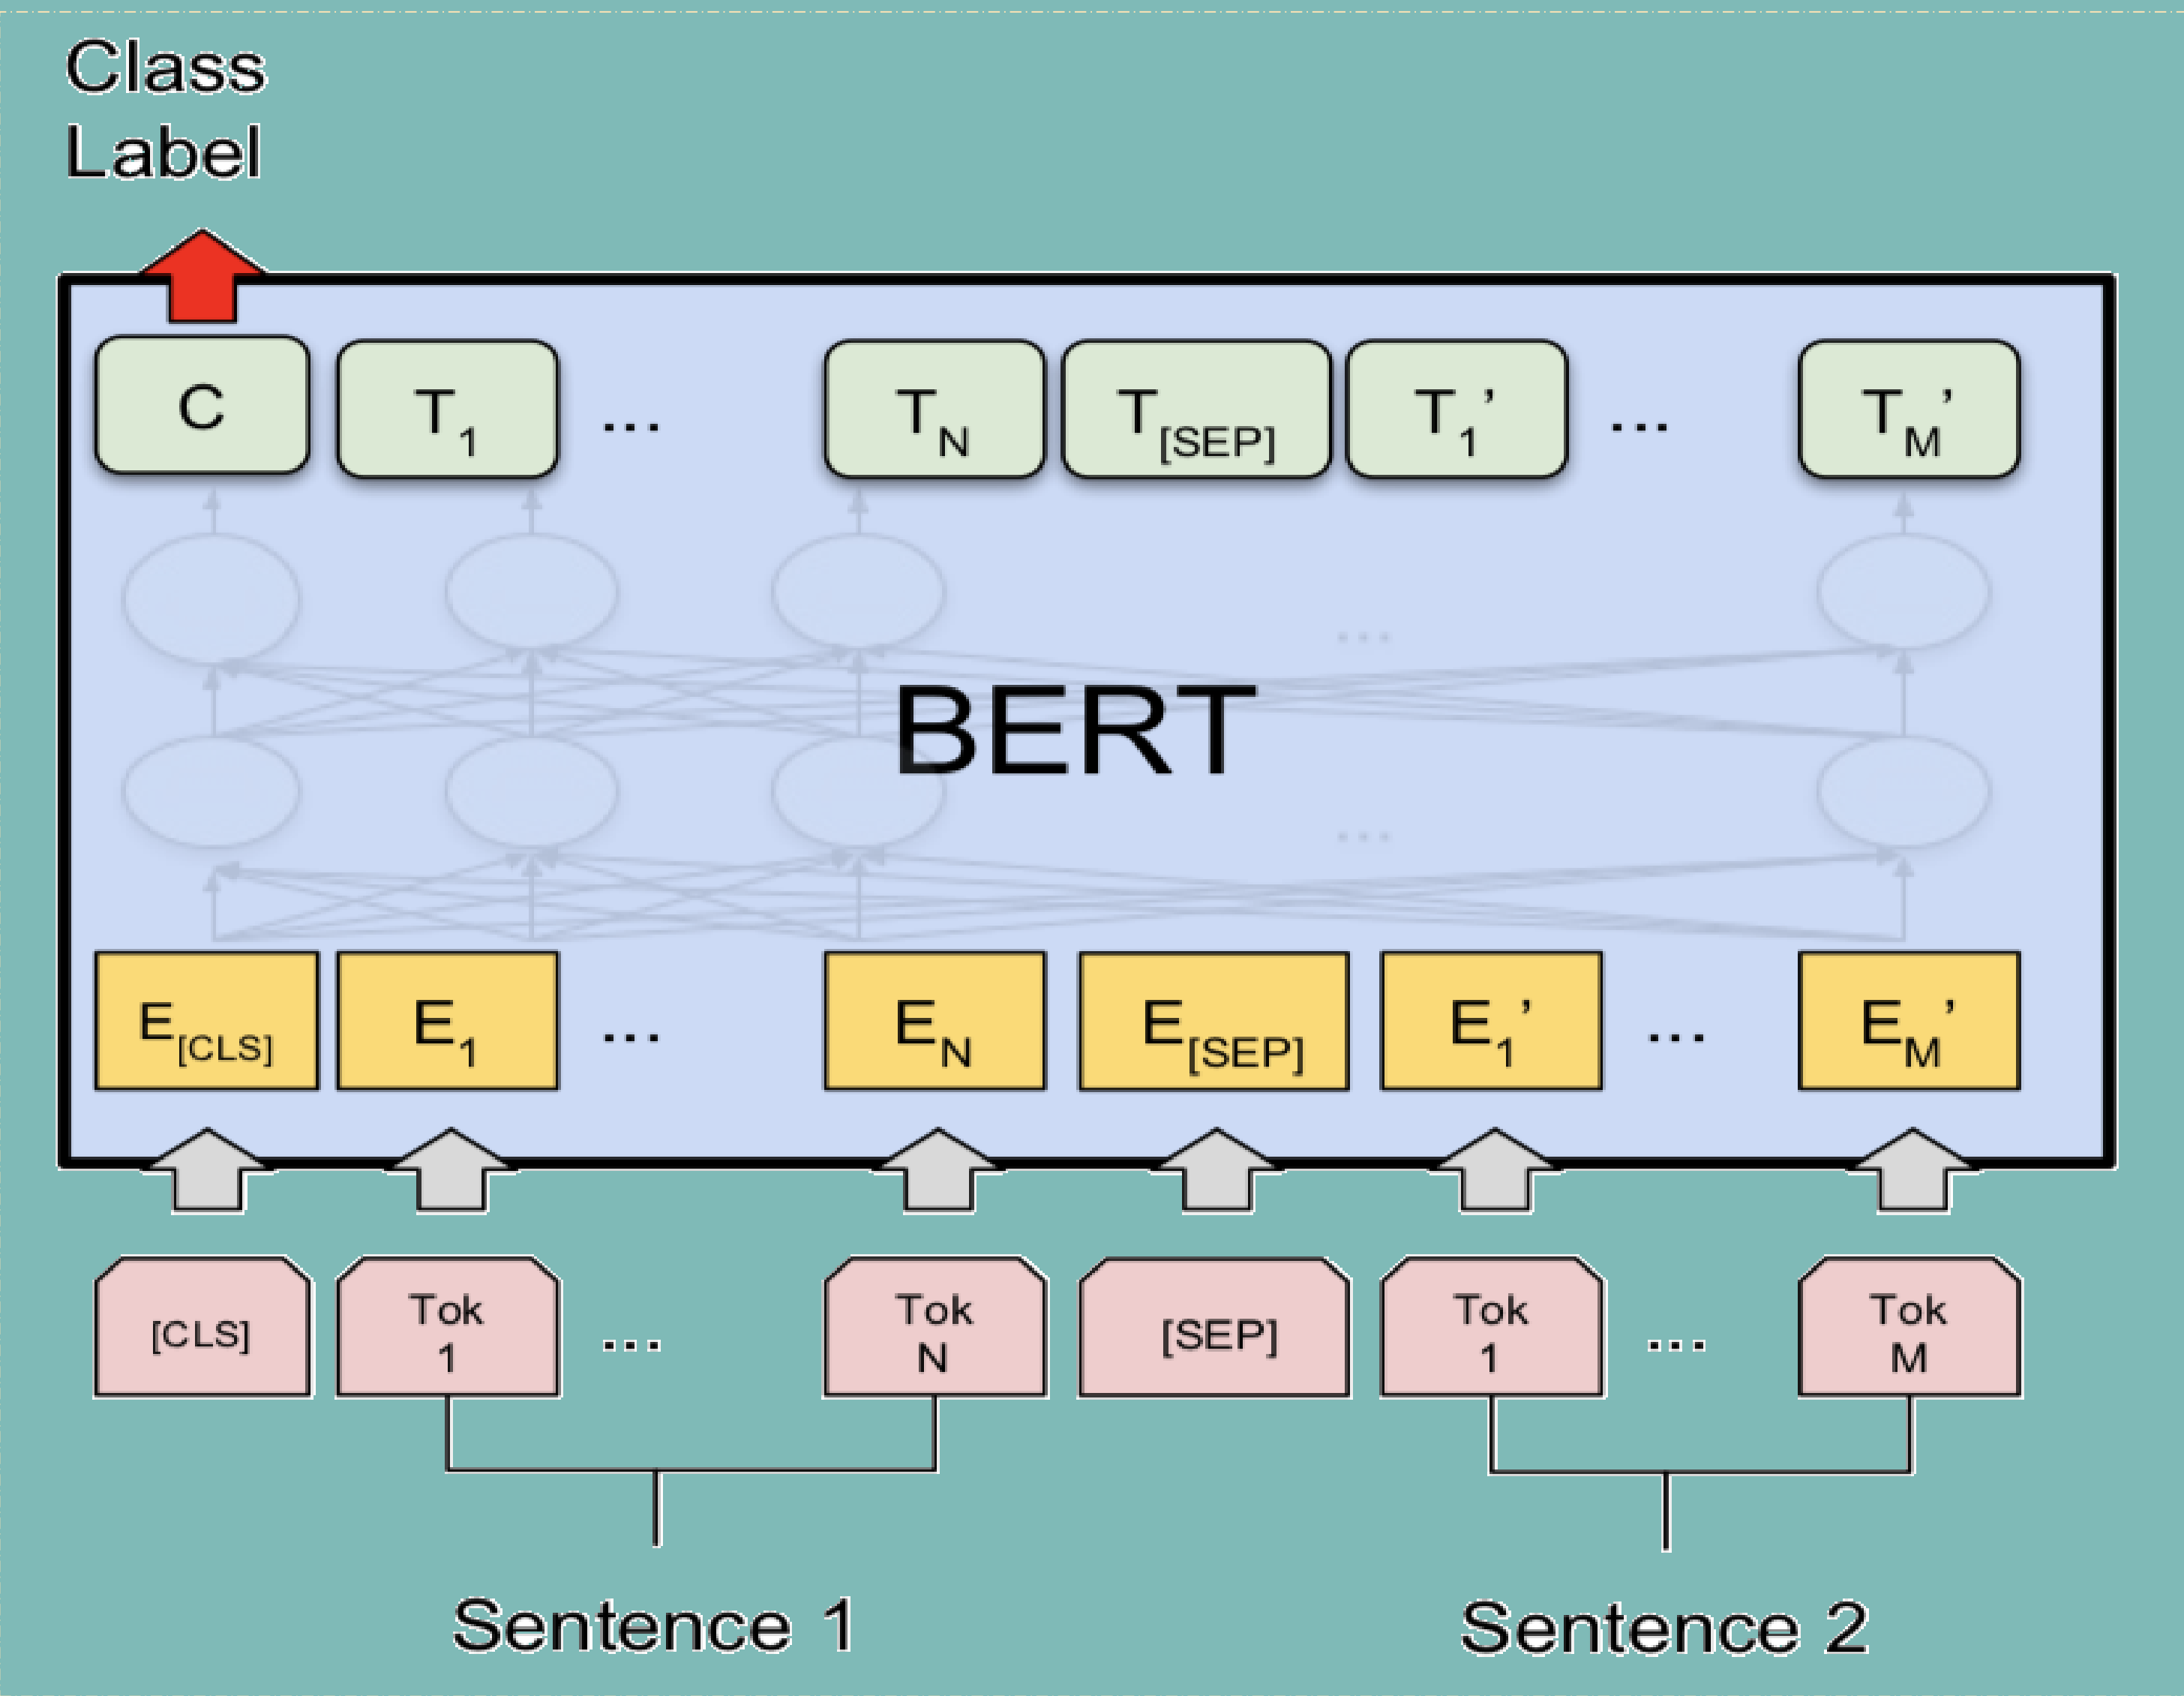 Class
Label
C T1 ... TN T[SEP] T1’ ... TM’
...
BERT
...
E[CLS] E1 ... EN E[SEP] E1’ ... EM’
[CLS] Tok 1 ... Tok N [SEP] Tok 1 ... Tok M
Sentence 1 Sentence 2